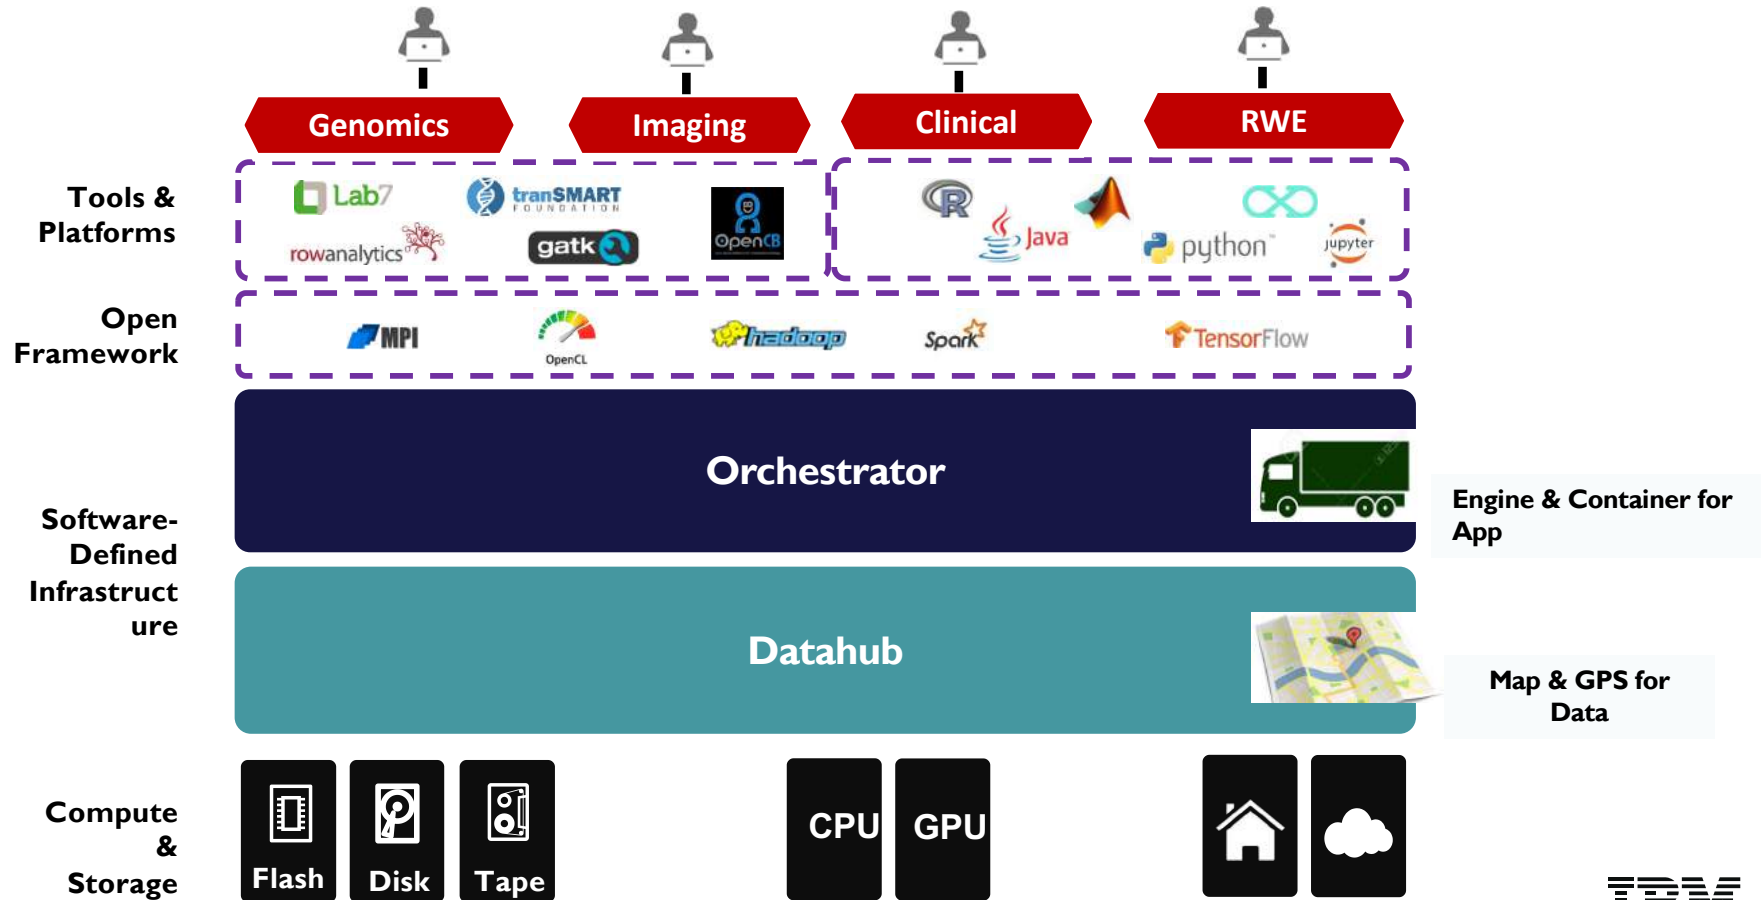 Genomics
Imaging
Clinical
RWE
Tools &
Platforms
Lab7
tranSMART
FOUNDATION
rowanalytics
gatk
OpenCB
R
Java
python
jupyter
Open
Framework
MPI
OpenCL
hadoop
Spark
TensorFlow
Orchestrator
Engine & Container for
App
Software-
Defined
Infrastruct
ure
Datahub
Map & GPS for
Data
Compute
&
Storage
Flash
Disk
Tape
CPU
GPU
IBM